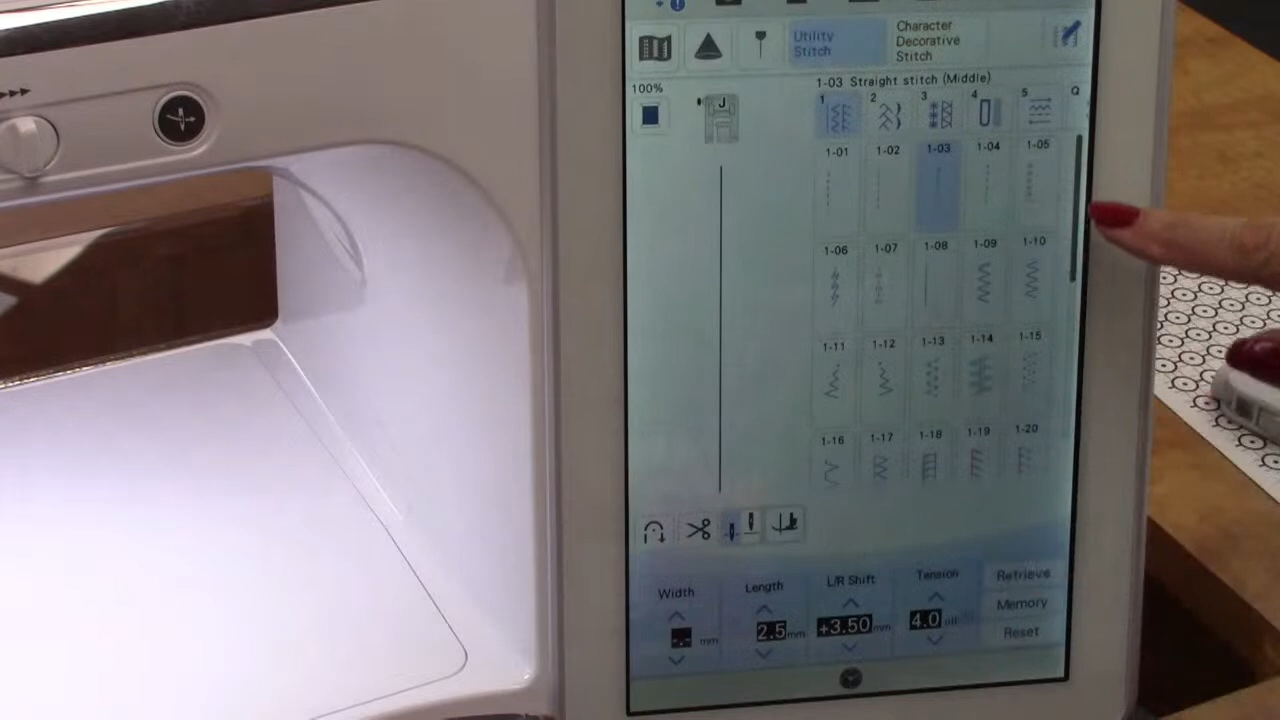 Utility
Stitch
Character
Decorative
Stitch
1-03 Straight stitch (Middle)
100%
J
1 2 3 4 5 Q
1-01 1-02 1-03 1-04 1-05
1-06 1-07 1-08 1-09 1-10
1-11 1-12 1-13 1-14 1-15
1-16 1-17 1-18 1-19 1-20
Width Length L/R Shift Tension
-.- mm 2.5 mm +3.50 mm 4.0
Retrieve
Memory
Reset